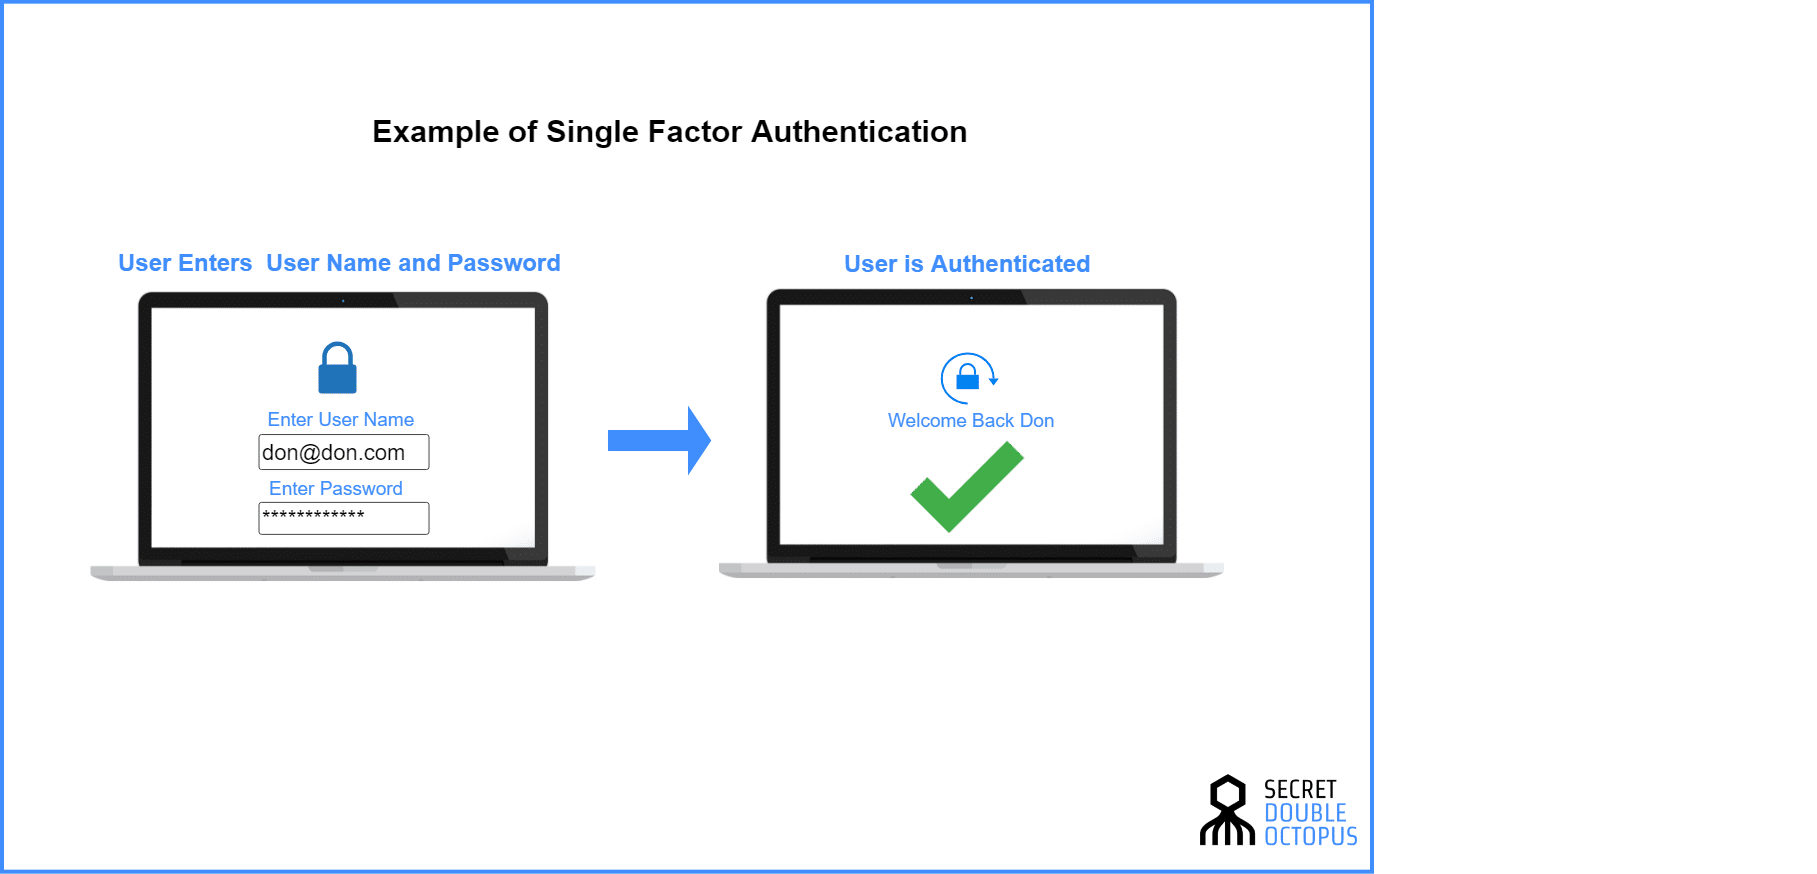 Example of Single Factor Authentication
User Enters  User Name and Password
Enter User Name
don@don.com
Enter Password
************
User is Authenticated
Welcome Back Don
SECRET
DOUBLE
OCTOPUS